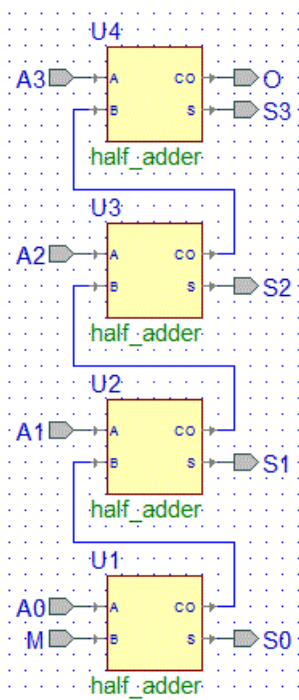 U4
A3 A CO O
B S S3
half_adder
U3
A2 A CO
B S S2
half_adder
U2
A1 A CO
B S S1
half_adder
U1
A0 A CO
M B S S0
half_adder